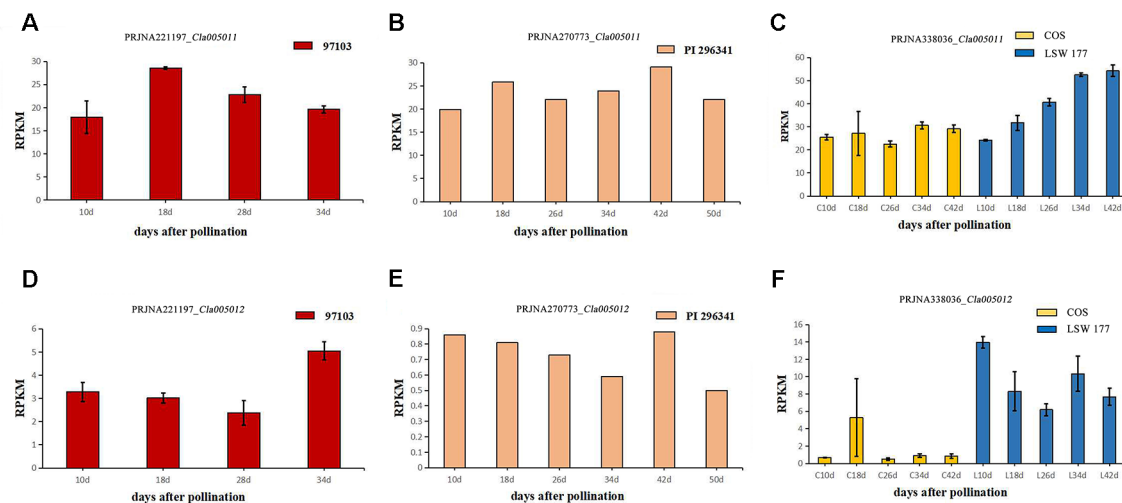 A
PRJNA221197_Cla005011
97103
RPKM
35
30
25
20
15
10
5
0
10d 18d 28d 34d
days after pollination
B
PRJNA270773_Cla005011
PI 296341
RPKM
30
25
20
15
10
5
0
10d 18d 26d 34d 42d 50d
days after pollination
C
PRJNA338036_Cla005011
COS
LSW 177
RPKM
60
50
40
30
20
10
0
C10d C18d C26d C34d C42d L10d L18d L26d L34d L42d
days after pollination
D
PRJNA221197_Cla005012
97103
RPKM
6
5
4
3
2
1
0
10d 18d 28d 34d
days after pollination
E
PRJNA270773_Cla005012
PI 296341
RPKM
0.9
0.8
0.7
0.6
0.5
0.4
0.3
0.2
0.1
0
10d 18d 26d 34d 42d 50d
days after pollination
F
PRJNA338036_Cla005012
COS
LSW 177
RPKM
16
14
12
10
8
6
4
2
0
C10d C18d C26d C34d C42d L10d L18d L26d L34d L42d
days after pollination